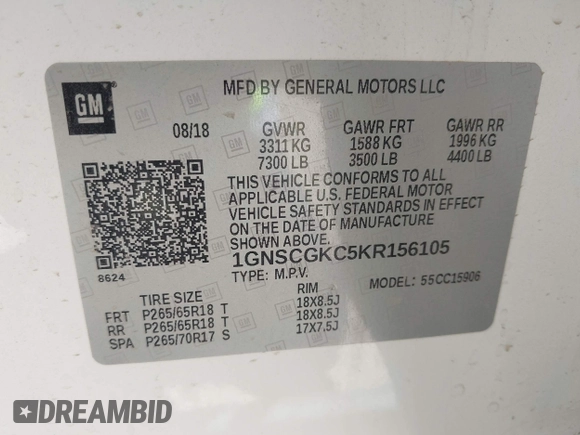 GM
MFD BY GENERAL MOTORS LLC
08/18 GVWR GAWR FRT GAWR RR
3311 KG 1588 KG 1996 KG
7300 LB 3500 LB 4400 LB
THIS VEHICLE CONFORMS TO ALL
APPLICABLE U.S. FEDERAL MOTOR
VEHICLE SAFETY STANDARDS IN EFFECT
ON THE DATE OF MANUFACTURE
1GNSCGKC5KR156105
8624
TYPE: M.P.V.
MODEL: 55CC15906
TIRE SIZE RIM
FRT P265/65R18 T 18X8.5J
RR P265/65R18 T 18X8.5J
SPA P265/70R17 S 17X7.5J
DREAMBID